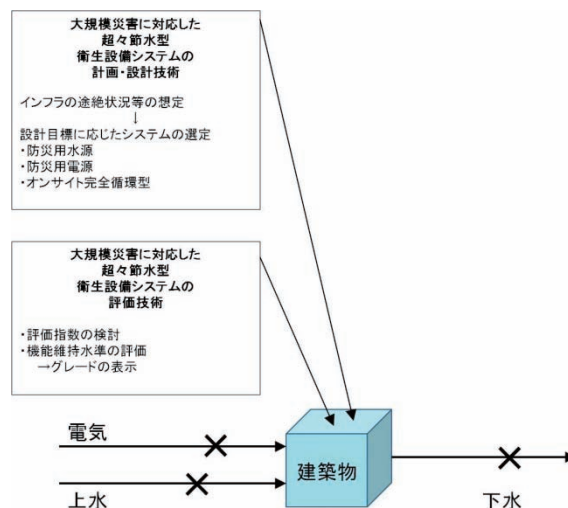 大規模災害に対応した
超々節水型
衛生設備システムの
計画・設計技術
インフラの途絶状況等の想定
↓
設計目標に応じたシステムの選定
・防災用水源
・防災用電源
・オンサイト完全循環型
大規模災害に対応した
超々節水型
衛生設備システムの
評価技術
・評価指数の検討
・機能維持水準の評価
→グレードの表示
電気
建築物
上水
下水